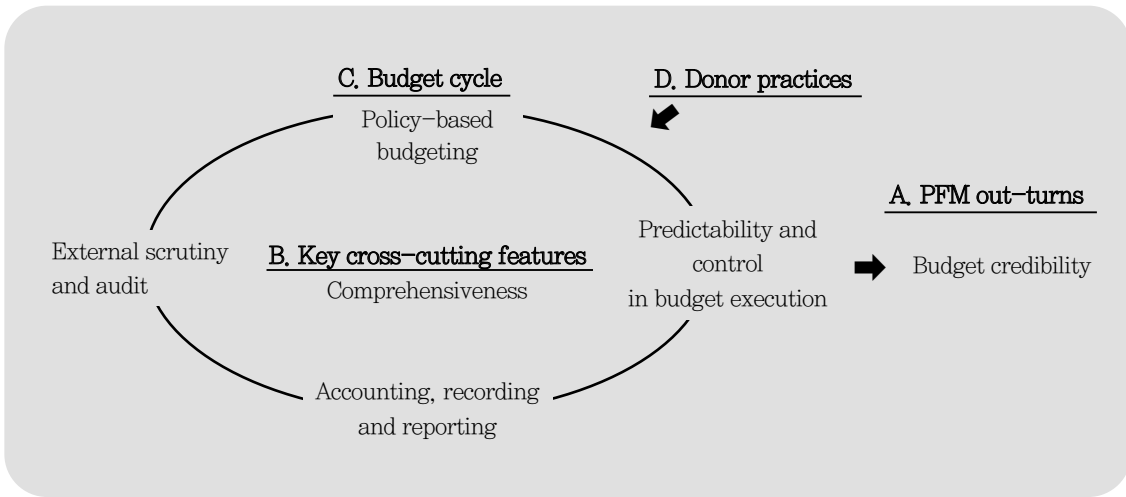 C. Budget cycle
Policy-based
budgeting
D. Donor practices
A. PFM out-turns
Budget credibility
Predictability and
control
in budget execution
External scrutiny
and audit
B. Key cross-cutting features
Comprehensiveness
Accounting, recording
and reporting